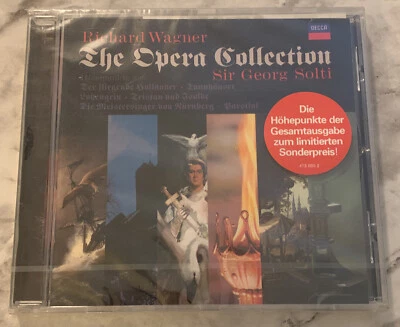 DECCA
Richard Wagner
The Opera Collection
Sir Georg Solti
Der fliegende Holländer · Tannhäuser
Lohengrin · Tristan und Isolde
Die Meistersinger von Nürnberg · Parsifal
Die
Höhepunkte der
Gesamtausgabe
zum limitierten
Sonderpreis!